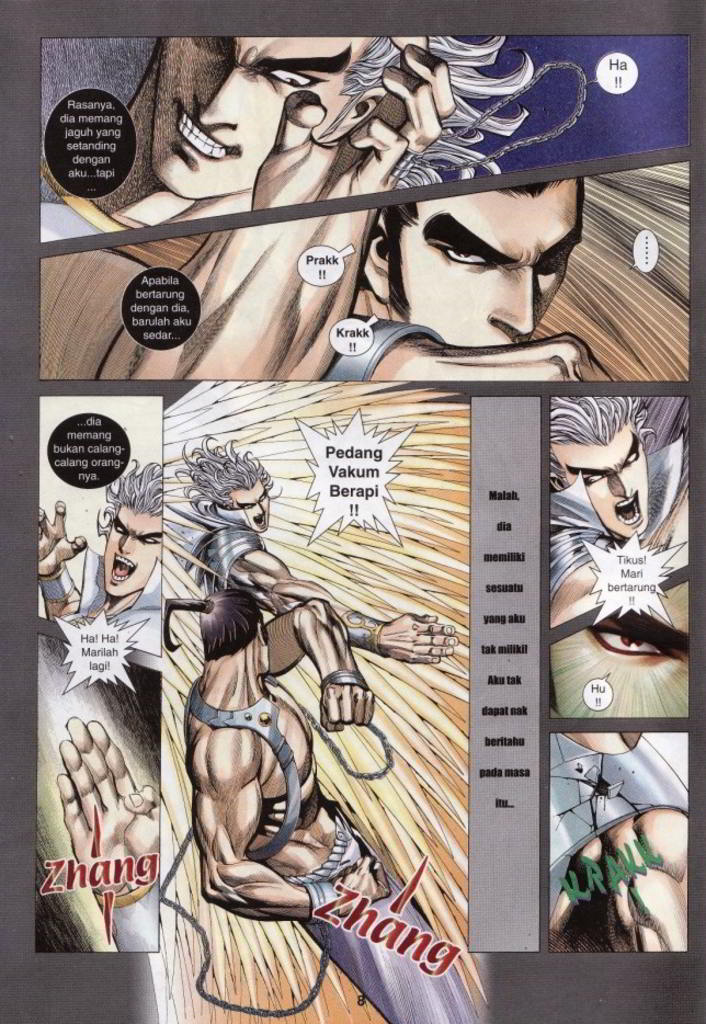 Rasanya,
dia memang
jaguh yang
setanding
dengan
aku...tapi
...
Ha
!!
Apabila
bertarung
dengan dia,
barulah aku
sedar...
Prakk
!!
Krakk
!!
......
...dia
memang
bukan calang-
calang orang-
nya.
Ha! Ha!
Marilah
lagi!
Zhang
Pedang
Vakum
Berapi
!!
Zhang
Malah,
dia
memiliki
sesuatu
yang aku
tak miliki!
Aku tak
dapat nak
beritahu
pada masa
itu...
Tikus!
Mari
bertarung
!!
Hu
!!
KRAKK
!
8